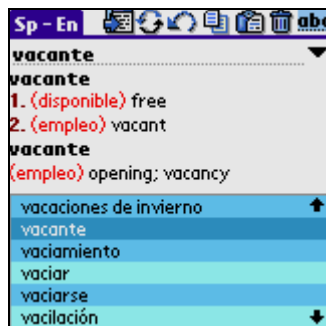 Sp - En abc
vacante
vacante
1. (disponible) free
2. (empleo) vacant
vacante
(empleo) opening; vacancy
vacaciones de invierno
vacante
vaciamiento
vaciar
vaciarse
vacilación